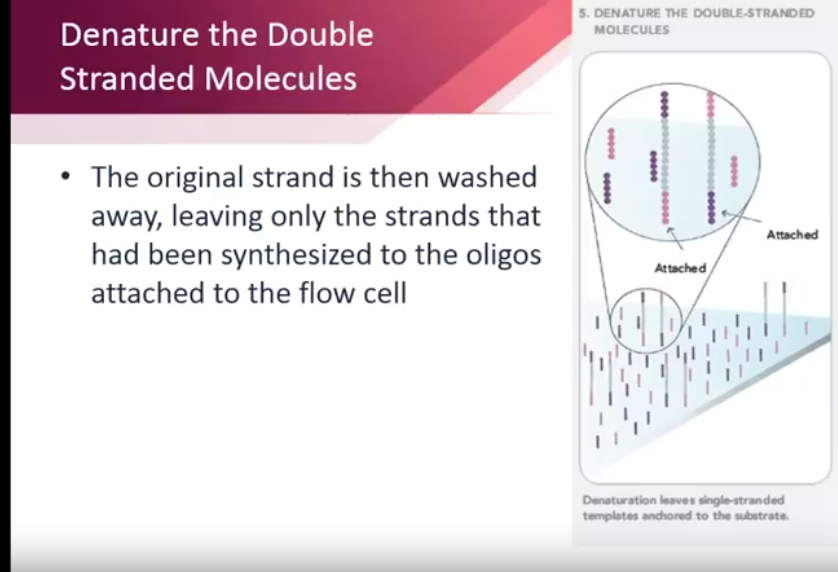 Denature the Double
Stranded Molecules
• The original strand is then washed
away, leaving only the strands that
had been synthesized to the oligos
attached to the flow cell
5. DENATURE THE DOUBLE-STRANDED
MOLECULES
Attached
Attached
Denaturation leaves single-stranded
templates anchored to the substrate.